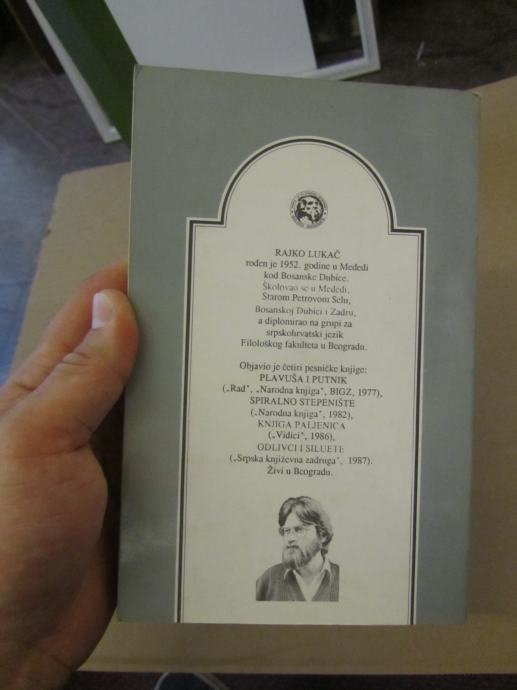 RAJKO LUKAČ
rođen je 1952. godine u Međeđi
kod Bosanske Dubice.
Školovao se u Međeđi,
Starom Petrovom Selu,
Bosanskoj Dubici i Zadru,
a diplomirao na grupi za
srpskohrvatski jezik
Filološkog fakulteta u Beogradu.
Objavio je četiri pesničke knjige:
PLAVUŠA I PUTNIK
(„Rad", „Narodna knjiga", BIGZ, 1977),
SPIRALNO STEPENIŠTE
(„Narodna knjiga", 1982),
KNJIGA PALJENICA
(„Vidici", 1986),
ODLIVCI I SILUETE
(„Srpska književna zadruga", 1987).
Živi u Beogradu.